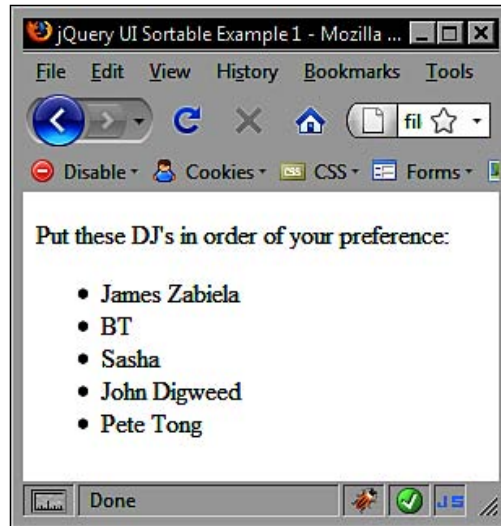 jQuery UI Sortable Example 1 - Mozilla ...
File Edit View History Bookmarks Tools
fil
Disable Cookies CSS Forms
Put these DJ's in order of your preference:
James Zabiela
BT
Sasha
John Digweed
Pete Tong
Done JS